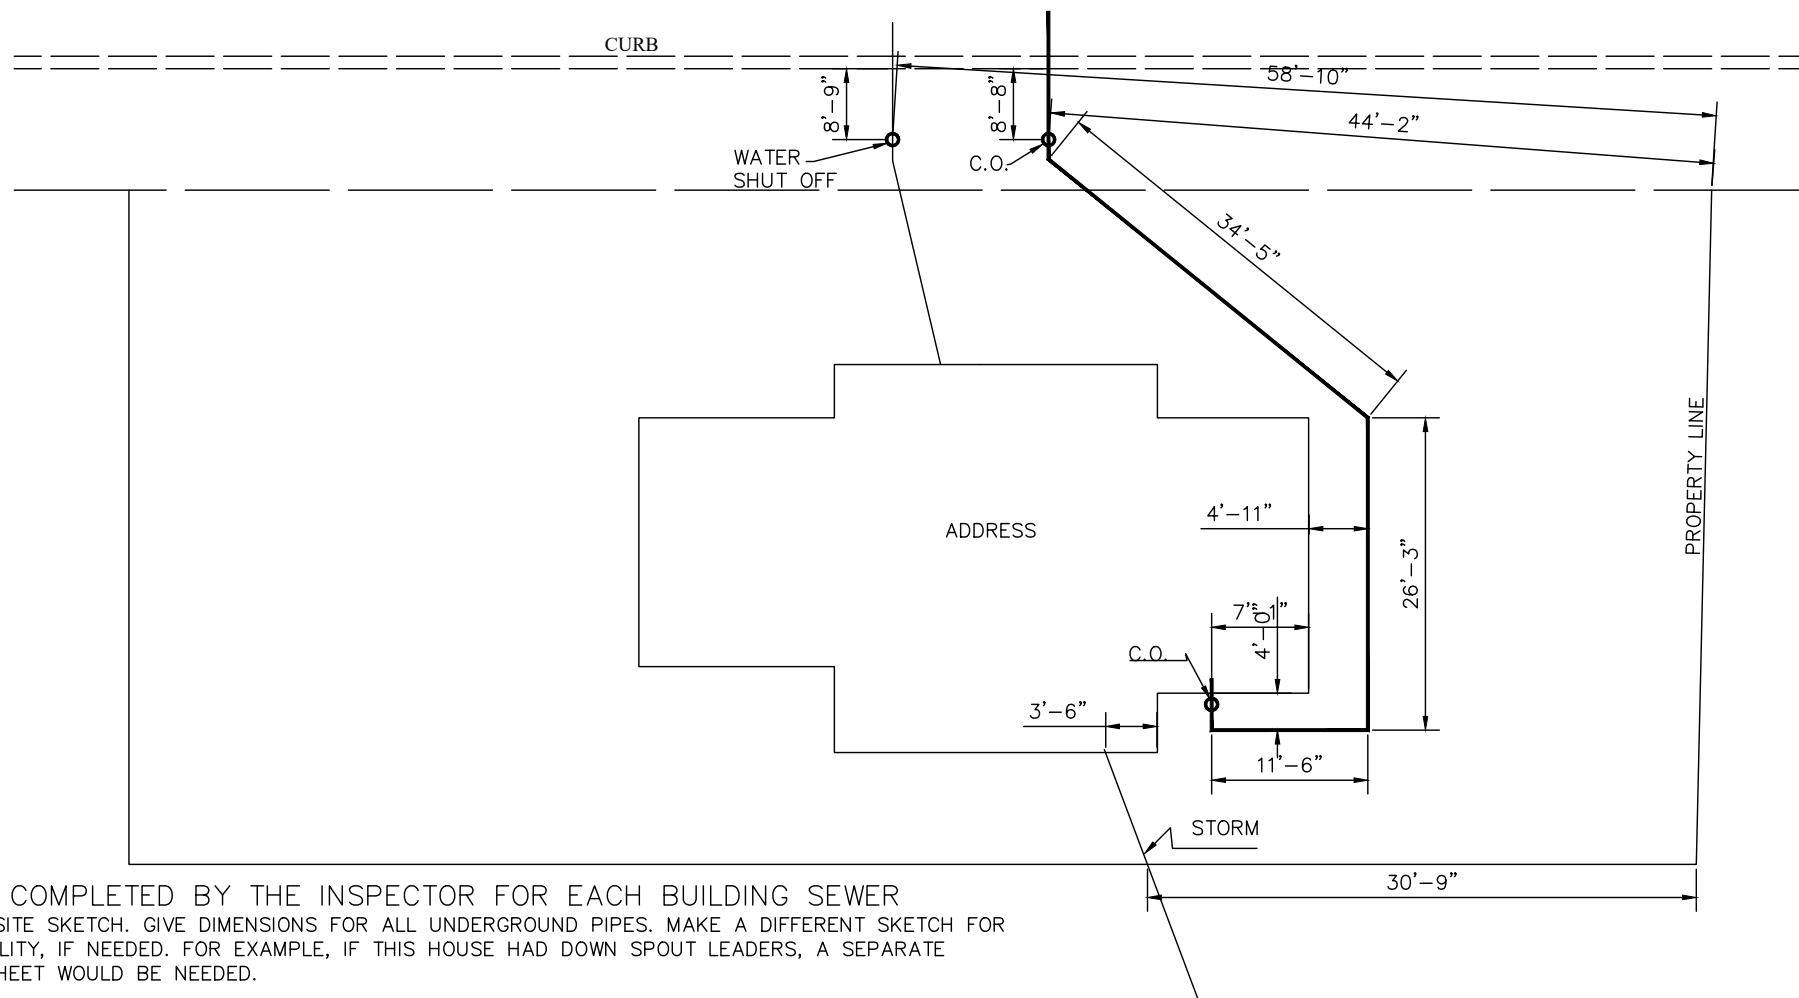 CURB
58'-10"
8'-9"
8'-8"
44'-2"
WATER
SHUT OFF
C.O.
34'-5"
PROPERTY LINE
4'-11"
ADDRESS
26'-3"
7'-1"
4'-0"
C.O.
3'-6"
11'-6"
STORM
30'-9"
COMPLETED BY THE INSPECTOR FOR EACH BUILDING SEWER
SITE SKETCH. GIVE DIMENSIONS FOR ALL UNDERGROUND PIPES. MAKE A DIFFERENT SKETCH FOR
LITY, IF NEEDED. FOR EXAMPLE, IF THIS HOUSE HAD DOWN SPOUT LEADERS, A SEPARATE
HEET WOULD BE NEEDED.